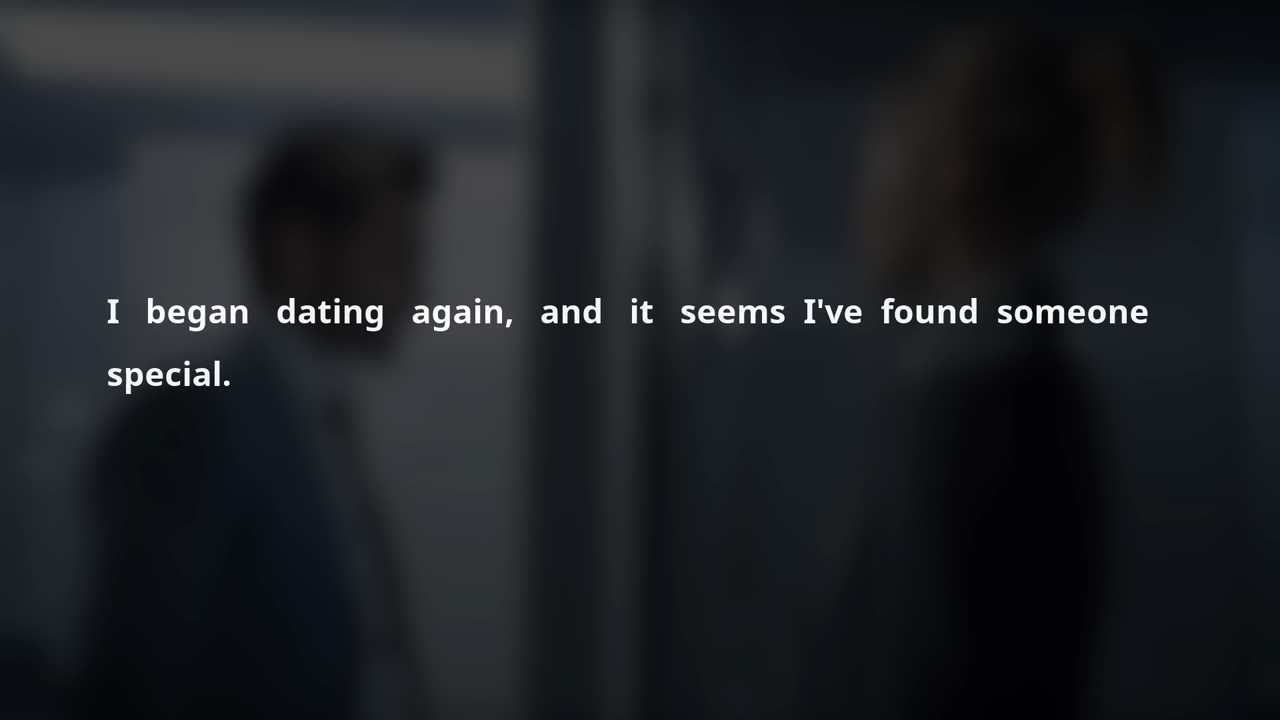 I began dating again, and it seems I've found someone
special.